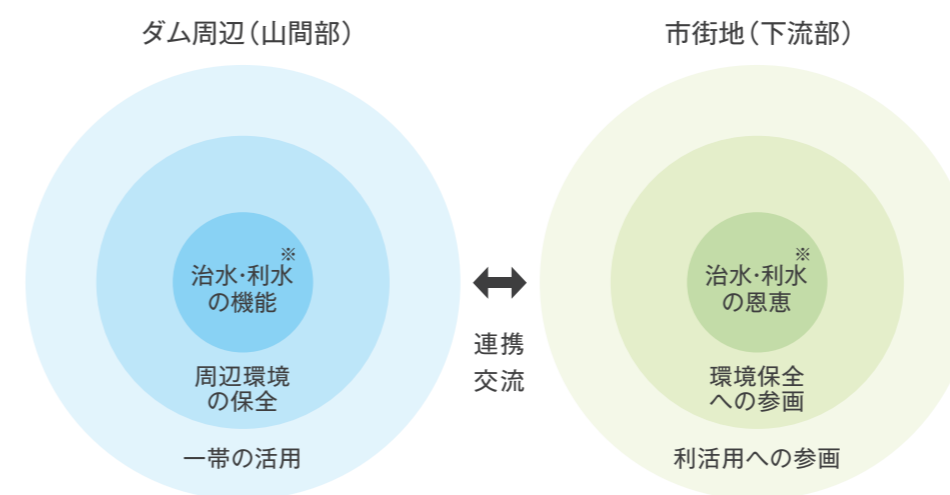 ダム周辺（山間部）
※
治水・利水
の機能
周辺環境
の保全
一帯の活用
連携
交流
市街地（下流部）
※
治水・利水
の恩恵
環境保全
への参画
利活用への参画